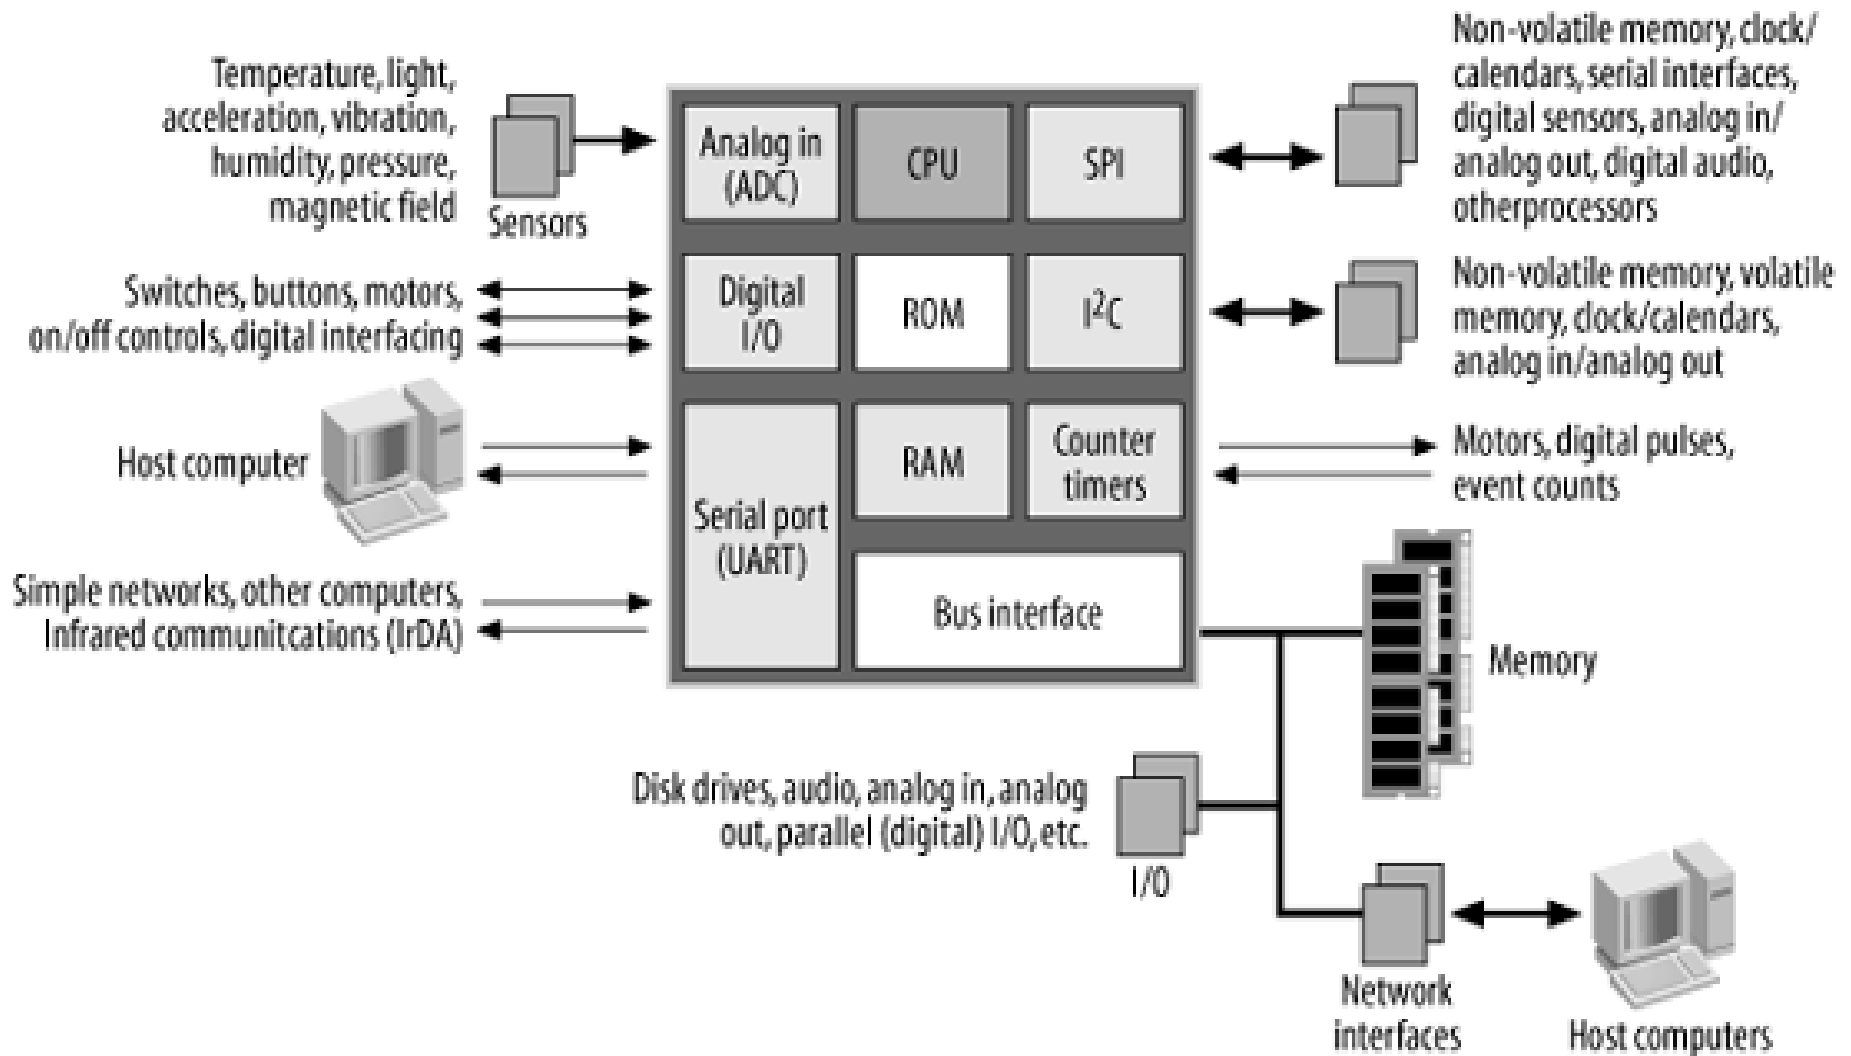 Temperature, light,
acceleration, vibration,
humidity, pressure,
magnetic field
Sensors
Switches, buttons, motors,
on/off controls, digital interfacing
Host computer
Simple networks, other computers,
Infrared communitcations (IrDA)
Analog in
(ADC)
CPU
SPI
Digital
I/O
ROM
I²C
Serial port
(UART)
RAM
Counter
timers
Bus interface
Non-volatile memory, clock/
calendars, serial interfaces,
digital sensors, analog in/
analog out, digital audio,
otherprocessors
Non-volatile memory, volatile
memory, clock/calendars,
analog in/analog out
Motors, digital pulses,
event counts
Memory
Disk drives, audio, analog in, analog
out, parallel (digital) I/O, etc.
I/O
Network
interfaces
Host computers